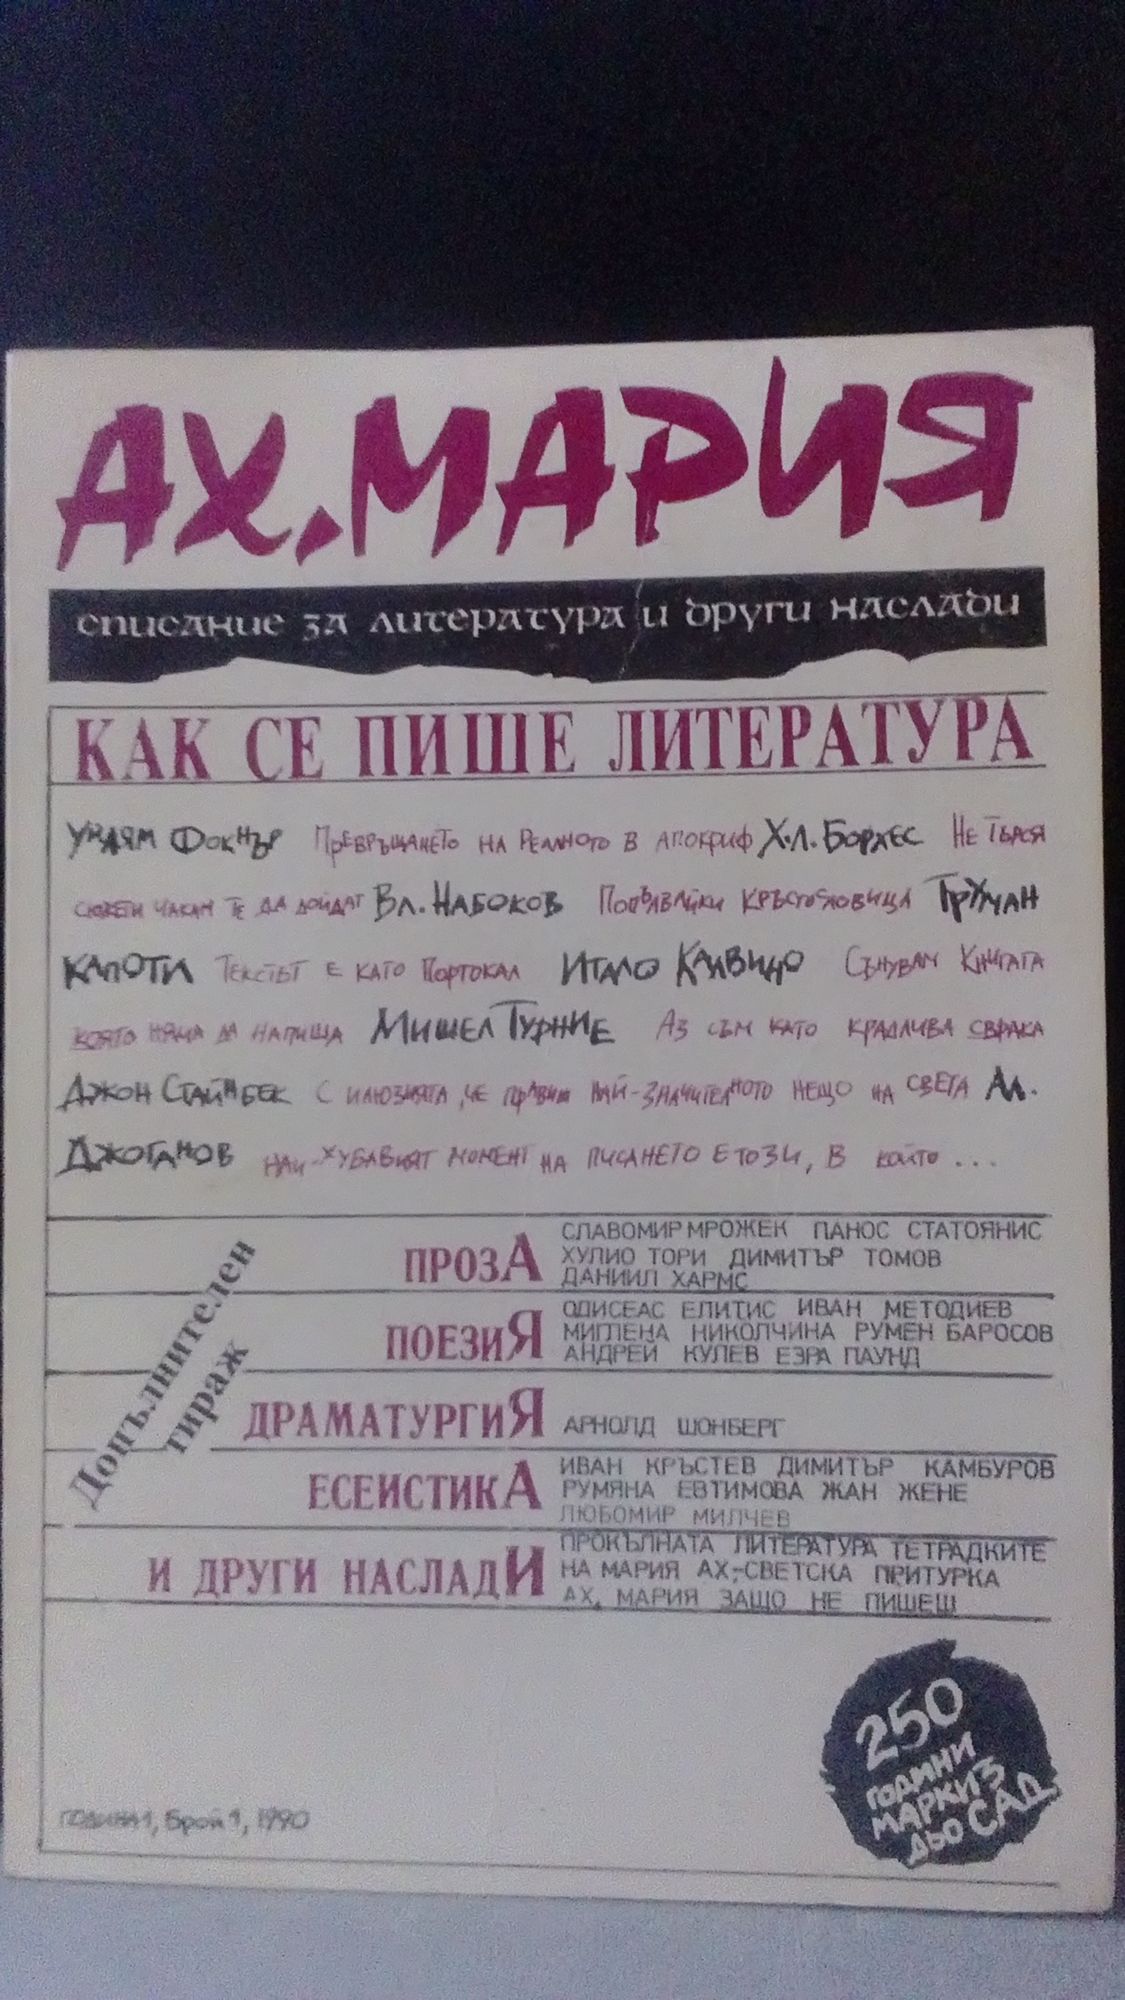 АХ, МАРИЯ
списание за литература и други наслади
КАК СЕ ПИШЕ ЛИТЕРАТУРА
Уилям Фокнър Превръщането на реалното в апокриф Х.Л. Борхес Не търся
сюжети чакам те да дойдат Вл. Набоков Попълвайки кръстословица Труман
Капоти Текстът е като портокал Итало Калвино Сънувам книгата
която няма да напиша Мишел Турние Аз съм като крадлива сврака
Джон Стайнбек С илюзията, че правиш най-значителното нещо на света Ал.
Джоганов Най-хубавият момент на писането е този, в който ...
Допълнителен
тираж
ПРОЗА
СЛАВОМИР МРОЖЕК ПАНОС СТАТОЯНИС
ХУЛИО ТОРИ ДИМИТЪР ТОМОВ
ДАНИИЛ ХАРМС
ПОЕЗИЯ
ОДИСЕАС ЕЛИТИС ИВАН МЕТОДИЕВ
МИГЛЕНА НИКОЛЧИНА РУМЕН БАРОСОВ
АНДРЕЙ КУЛЕВ ЕЗРА ПАУНД
ДРАМАТУРГИЯ
АРНОЛД ШОНБЕРГ
ЕСЕИСТИКА
ИВАН КРЪСТЕВ ДИМИТЪР КАМБУРОВ
РУМЯНА ЕВТИМОВА ЖАН ЖЕНЕ
ЛЮБОМИР МИЛЧЕВ
И ДРУГИ НАСЛАДИ
ПРОКЪЛНАТА ЛИТЕРАТУРА ТЕТРАДКИТЕ
НА МАРИЯ АХ,-СВЕТСКА ПРИТУРКА
АХ, МАРИЯ ЗАЩО НЕ ПИШЕШ
250
ГОДИНИ
МАРКИЗ
ДЬО САД
ГОДИНА 1, Брой 1, 1990